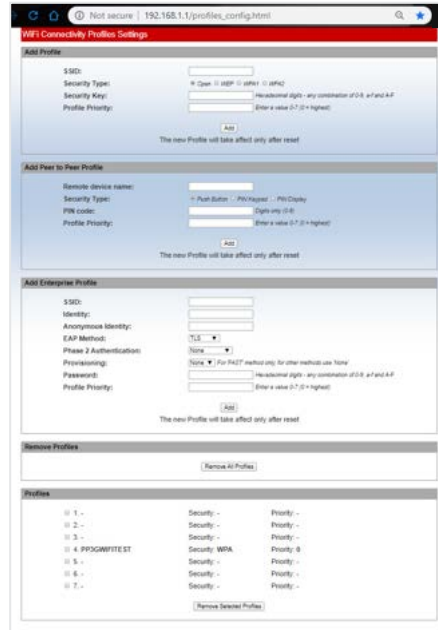 Not secure | 192.168.1.1/profiles_config.html
WiFi Connectivity Profiles Settings
Add Profile
SSID:
Security Type: Open WEP WPA1 WPA2
Security Key: Hexadecimal digits - any combination of 0-9, a-f and A-F
Profile Priority: Enter a value 0-7 (0 = highest)
Add
The new Profile will take affect only after reset
Add Peer to Peer Profile
Remote device name:
Security Type: Push Button PIN Keypad PIN Display
PIN code: Digits only (0-9)
Profile Priority: Enter a value 0-7 (0 = highest)
Add
The new Profile will take affect only after reset
Add Enterprise Profile
SSID:
Identity:
Anonymous Identity:
EAP Method: TLS
Phase 2 Authentication: None
Provisioning: None For 'FAST' method only, for other methods use 'None'
Password: Hexadecimal digits - any combination of 0-9, a-f and A-F
Profile Priority: Enter a value 0-7 (0 = highest)
Add
The new Profile will take affect only after reset
Remove Profiles
Remove All Profiles
Profiles
1. - Security: - Priority: -
2. - Security: - Priority: -
3. - Security: - Priority: -
4. PP3GWIFITEST Security: WPA Priority: 0
5. - Security: - Priority: -
6. - Security: - Priority: -
7. - Security: - Priority: -
Remove Selected Profiles